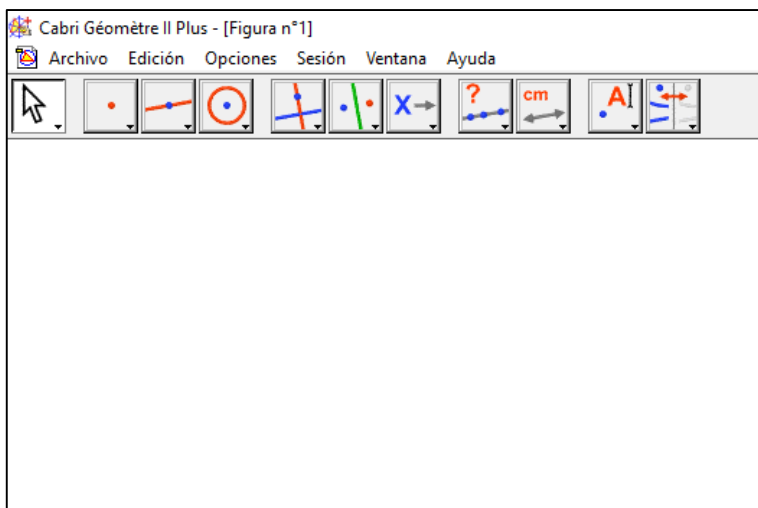 Cabri Géomètre II Plus - [Figura n°1]
Archivo Edición Opciones Sesión Ventana Ayuda
X ? cm A